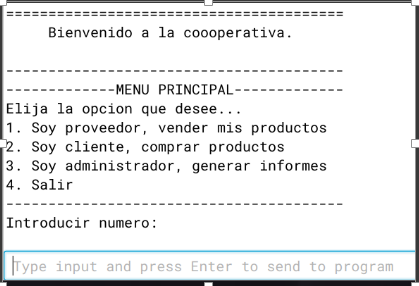 ========================================
Bienvenido a la coooperativa.
----------------------------------------
-------------MENU PRINCIPAL-------------
Elija la opcion que desee...
1. Soy proveedor, vender mis productos
2. Soy cliente, comprar productos
3. Soy administrador, generar informes
4. Salir
----------------------------------------
Introducir numero:
Type input and press Enter to send to program